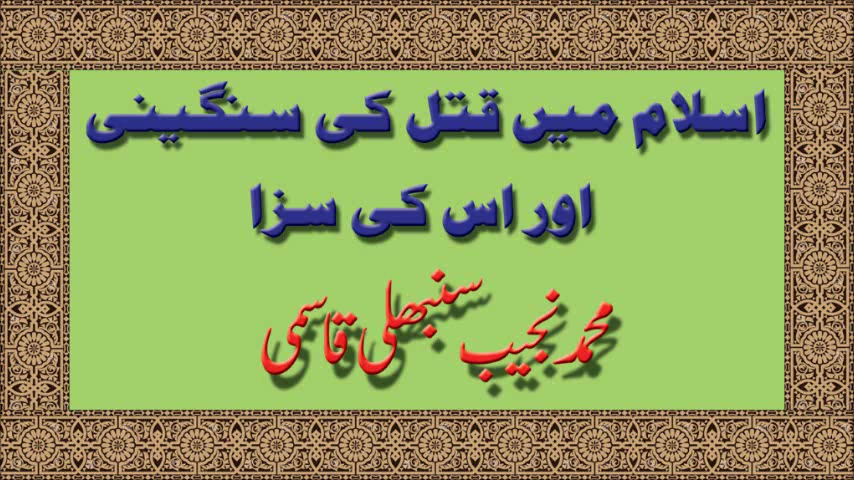 اسلام میں قتل کی سنگینی
اور اس کی سزا
محمد نجیب سنبھلی قاسمی